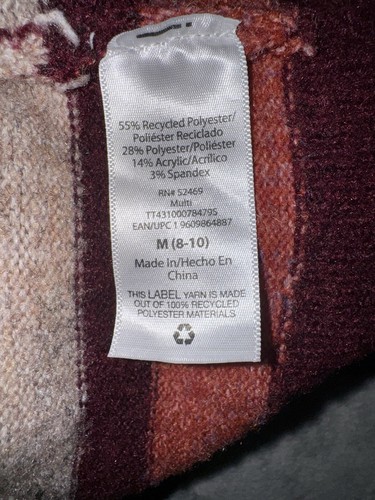 55% Recycled Polyester/
Poliéster Reciclado
28% Polyester/Poliéster
14% Acrylic/Acrílico
3% Spandex
RN# 52469
Multi
TT43100078479S
EAN/UPC 1 9609864887
M (8-10)
Made In/Hecho En
China
THIS LABEL YARN IS MADE
OUT OF 100% RECYCLED
POLYESTER MATERIALS